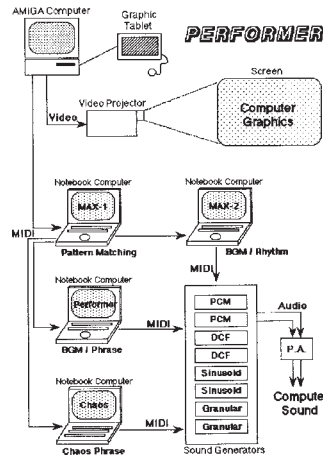 AMIGA Computer
Graphic
Tablet
PERFORMER
Screen
Video Projector
Video
Computer
Graphics
Notebook Computer
Notebook Computer
MAX-1
MAX-2
MIDI
Pattern Matching
BGM / Rhythm
MIDI
Notebook Computer
Performer
MIDI
BGM / Phrase
PCM
PCM
DCF
DCF
Sinusoid
Sinusoid
Granular
Granular
Audio
P.A.
Compute
Sound
Notebook Computer
Chaos
MIDI
Chaos Phrase
Sound Generators